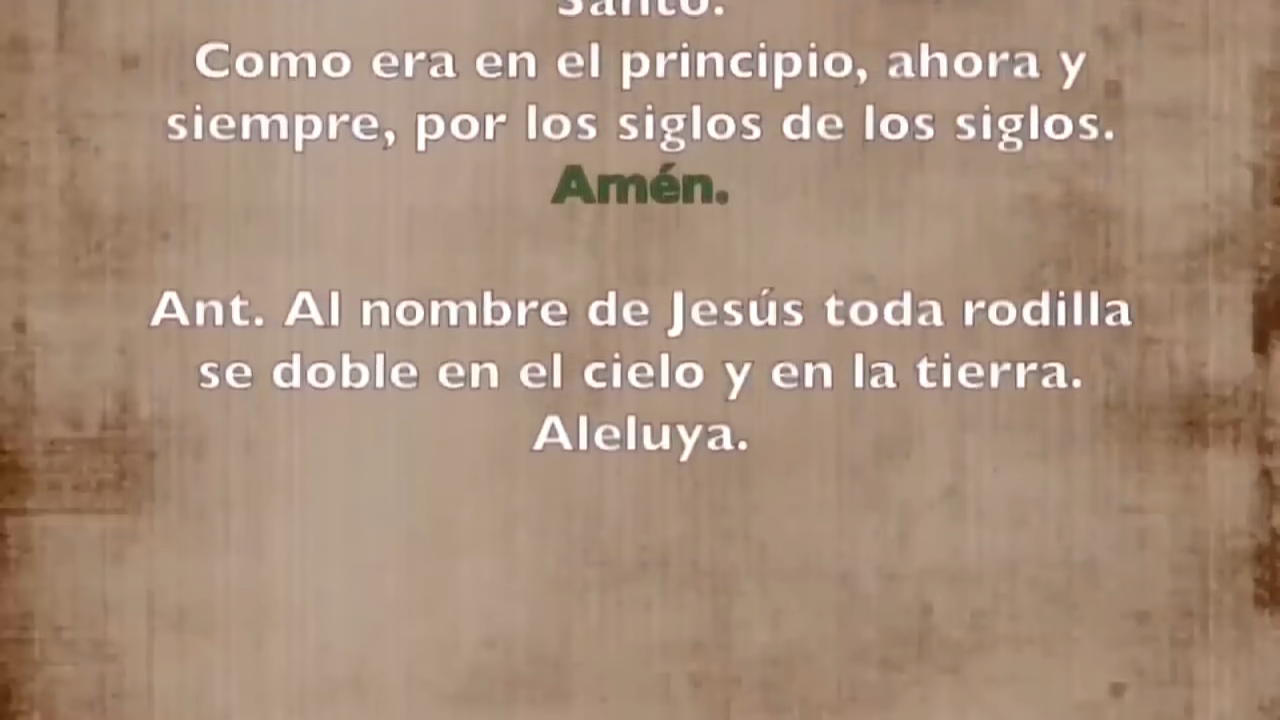 Santo.
Como era en el principio, ahora y
siempre, por los siglos de los siglos.
Amén.
Ant. Al nombre de Jesús toda rodilla
se doble en el cielo y en la tierra.
Aleluya.